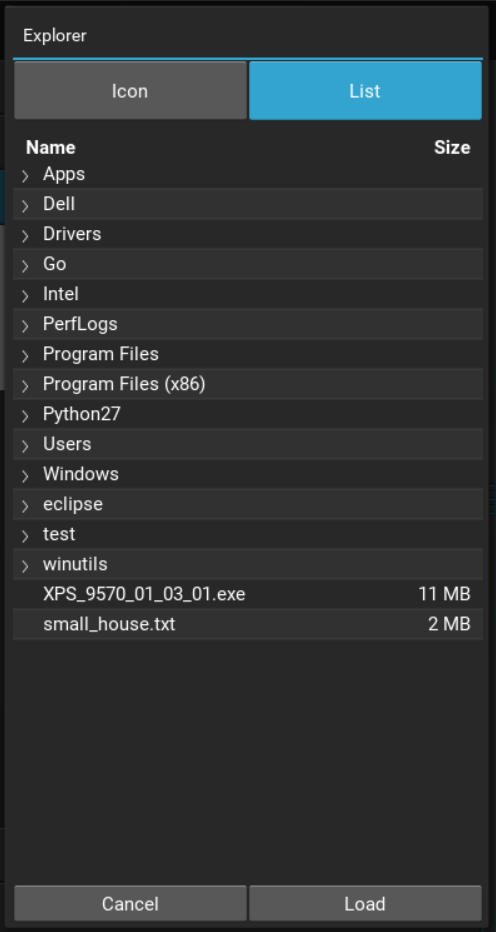 Explorer
Icon List
Name Size
Apps
Dell
Drivers
Go
Intel
PerfLogs
Program Files
Program Files (x86)
Python27
Users
Windows
eclipse
test
winutils
XPS_9570_01_03_01.exe 11 MB
small_house.txt 2 MB
Cancel Load